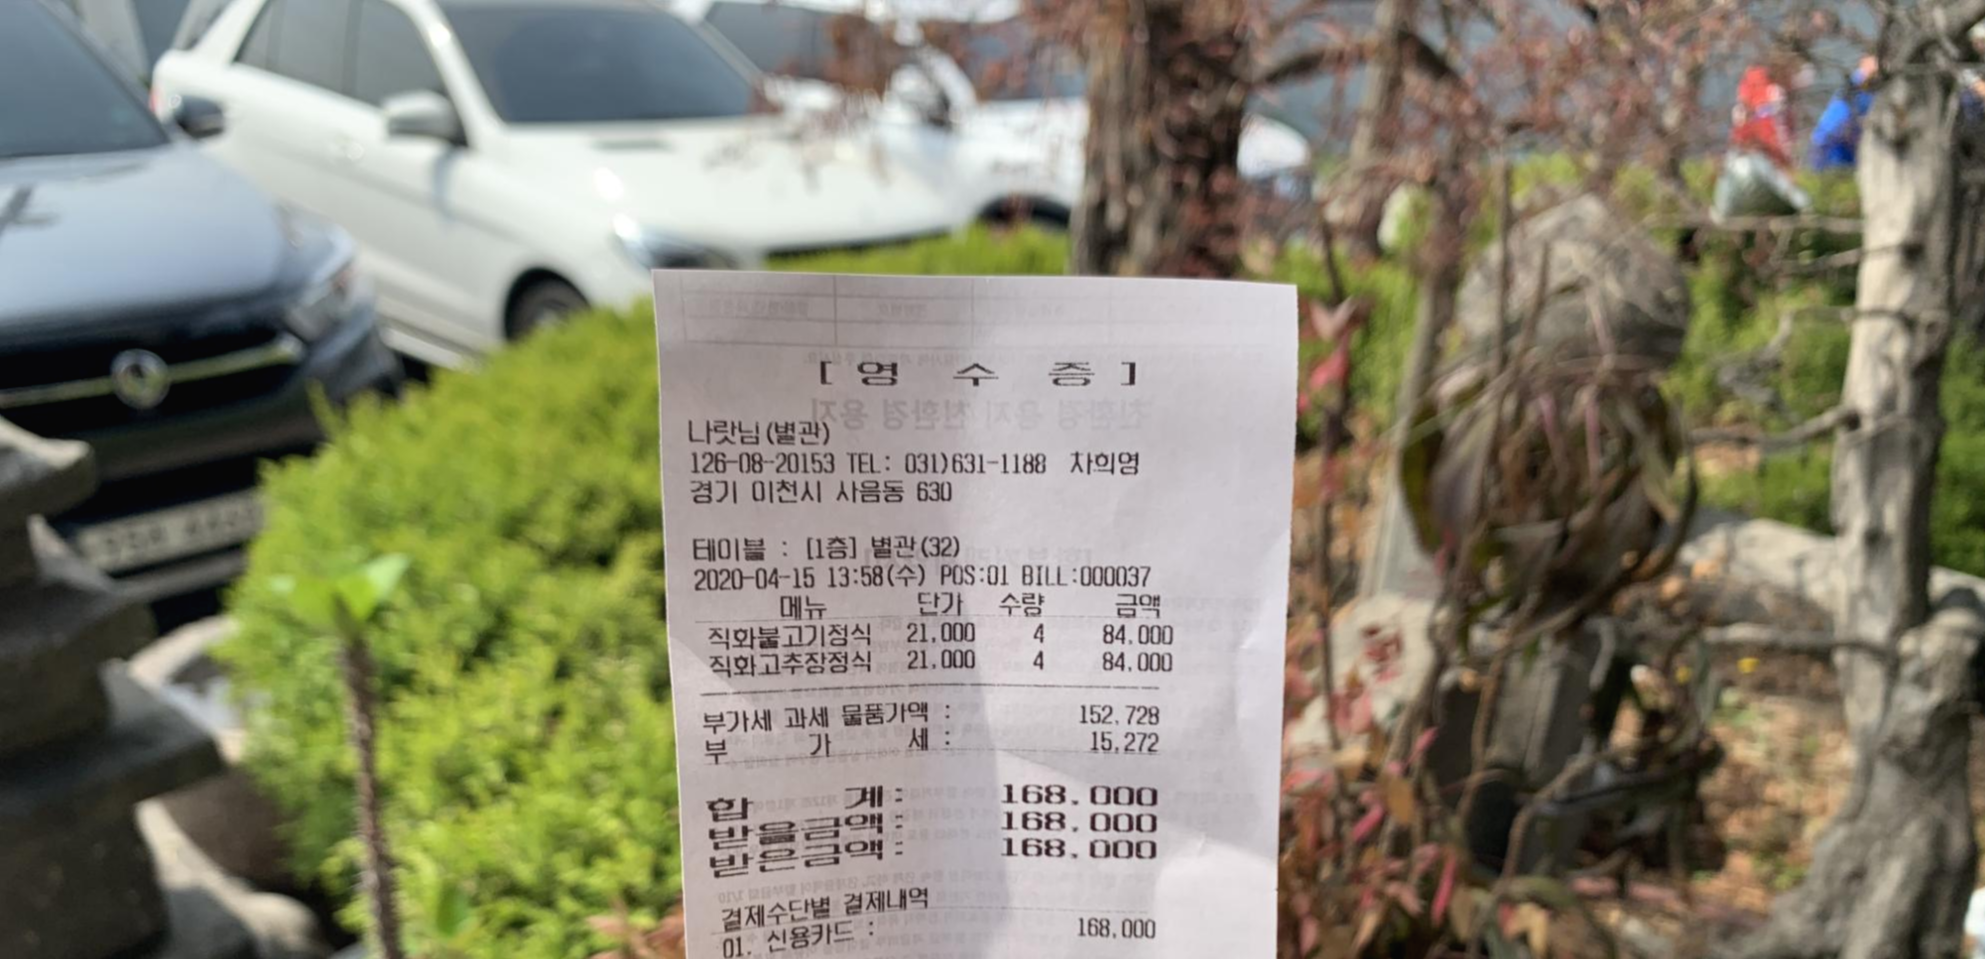 [ 영 수 증 ]
나랏님(별관)
126-08-20153 TEL: 031)631-1188 차희영
경기 이천시 사음동 630
테이블 : [1층] 별관(32)
2020-04-15 13:58(수) POS:01 BILL:000037
메뉴 단가 수량 금액
직화불고기정식 21,000 4 84,000
직화고추장정식 21,000 4 84,000
부가세 과세 물품가액 : 152,728
부 가 세 : 15,272
합 계: 168,000
받을금액: 168,000
받은금액: 168,000
결제수단별 결제내역
01. 신용카드 : 168,000